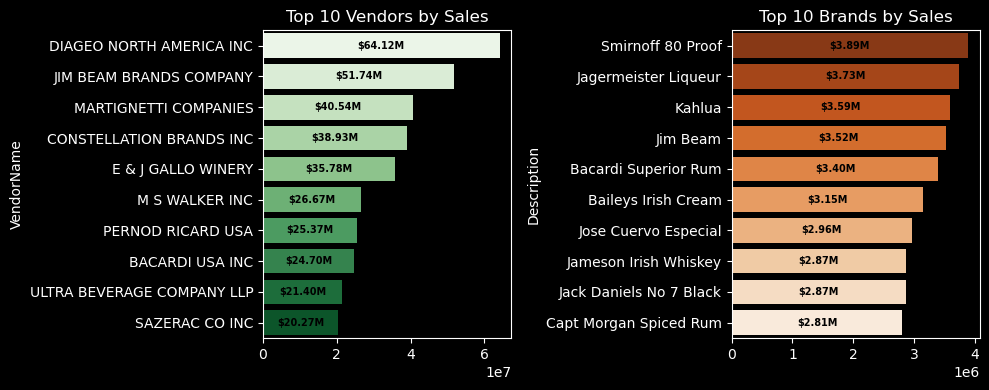 Top 10 Vendors by Sales
VendorName
DIAGEO NORTH AMERICA INC $64.12M
JIM BEAM BRANDS COMPANY $51.74M
MARTIGNETTI COMPANIES $40.54M
CONSTELLATION BRANDS INC $38.93M
E & J GALLO WINERY $35.78M
M S WALKER INC $26.67M
PERNOD RICARD USA $25.37M
BACARDI USA INC $24.70M
ULTRA BEVERAGE COMPANY LLP $21.40M
SAZERAC CO INC $20.27M
0 2 4 6
1e7
Top 10 Brands by Sales
Description
Smirnoff 80 Proof $3.89M
Jagermeister Liqueur $3.73M
Kahlua $3.59M
Jim Beam $3.52M
Bacardi Superior Rum $3.40M
Baileys Irish Cream $3.15M
Jose Cuervo Especial $2.96M
Jameson Irish Whiskey $2.87M
Jack Daniels No 7 Black $2.87M
Capt Morgan Spiced Rum $2.81M
0 1 2 3 4
1e6